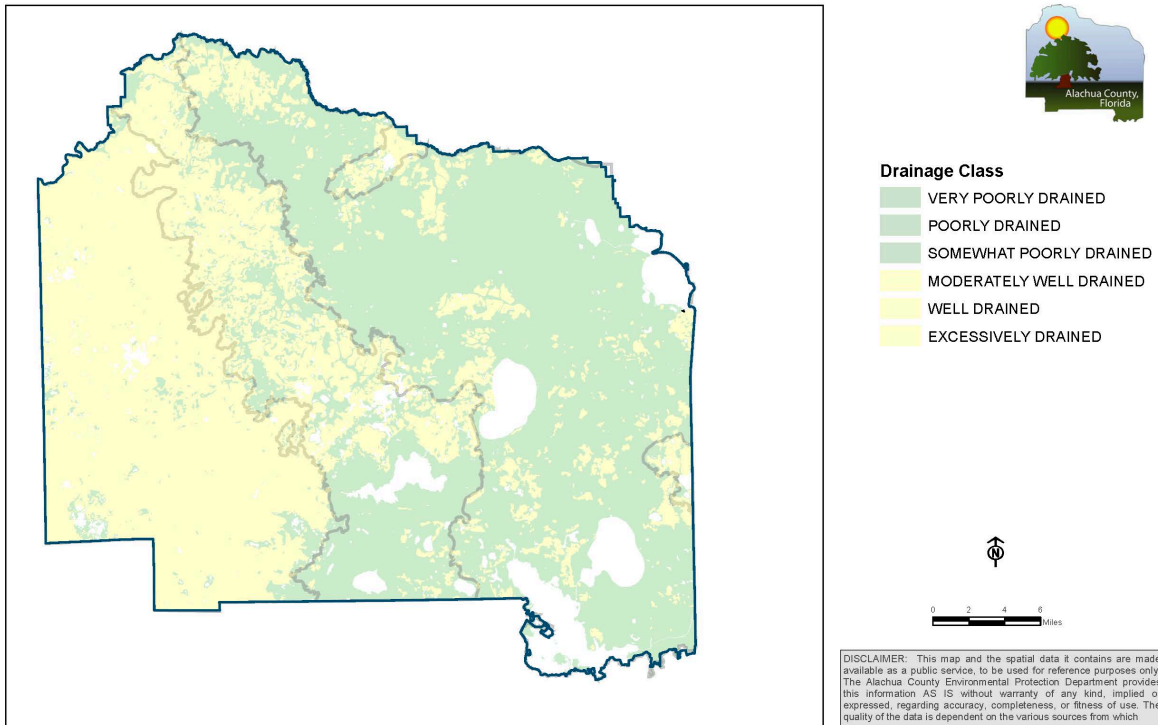 Alachua County,
Florida
Drainage Class
VERY POORLY DRAINED
POORLY DRAINED
SOMEWHAT POORLY DRAINED
MODERATELY WELL DRAINED
WELL DRAINED
EXCESSIVELY DRAINED
N
0 2 4 6
Miles
DISCLAIMER: This map and the spatial data it contains are made
available as a public service, to be used for reference purposes only.
The Alachua County Environmental Protection Department provides
this information AS IS without warranty of any kind, implied o
expressed, regarding accuracy, completeness, or fitness of use. The
quality of the data is dependent on the various sources from which